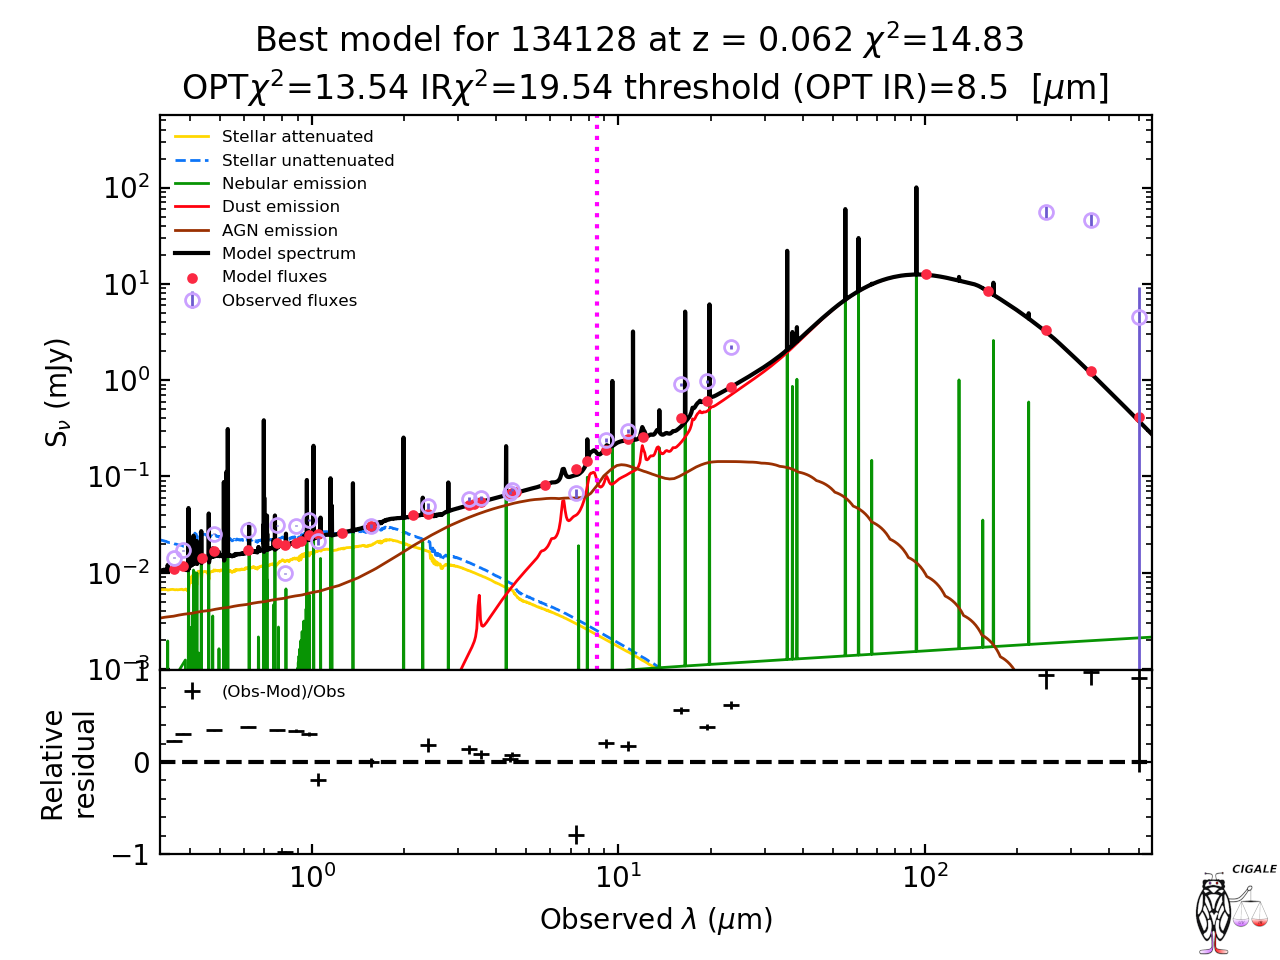 Best model for 134128 at z = 0.062 χ²=14.83
OPTχ²=13.54 IRχ²=19.54 threshold (OPT IR)=8.5 [μm]
Stellar attenuated
Stellar unattenuated
Nebular emission
Dust emission
AGN emission
Model spectrum
Model fluxes
Observed fluxes
S_ν (mJy)
10²
10¹
10⁰
10⁻¹
10⁻²
10⁻³
(Obs-Mod)/Obs
Relative
residual
1
0
−1
10⁰ 10¹ 10²
Observed λ (μm)
CIGALE